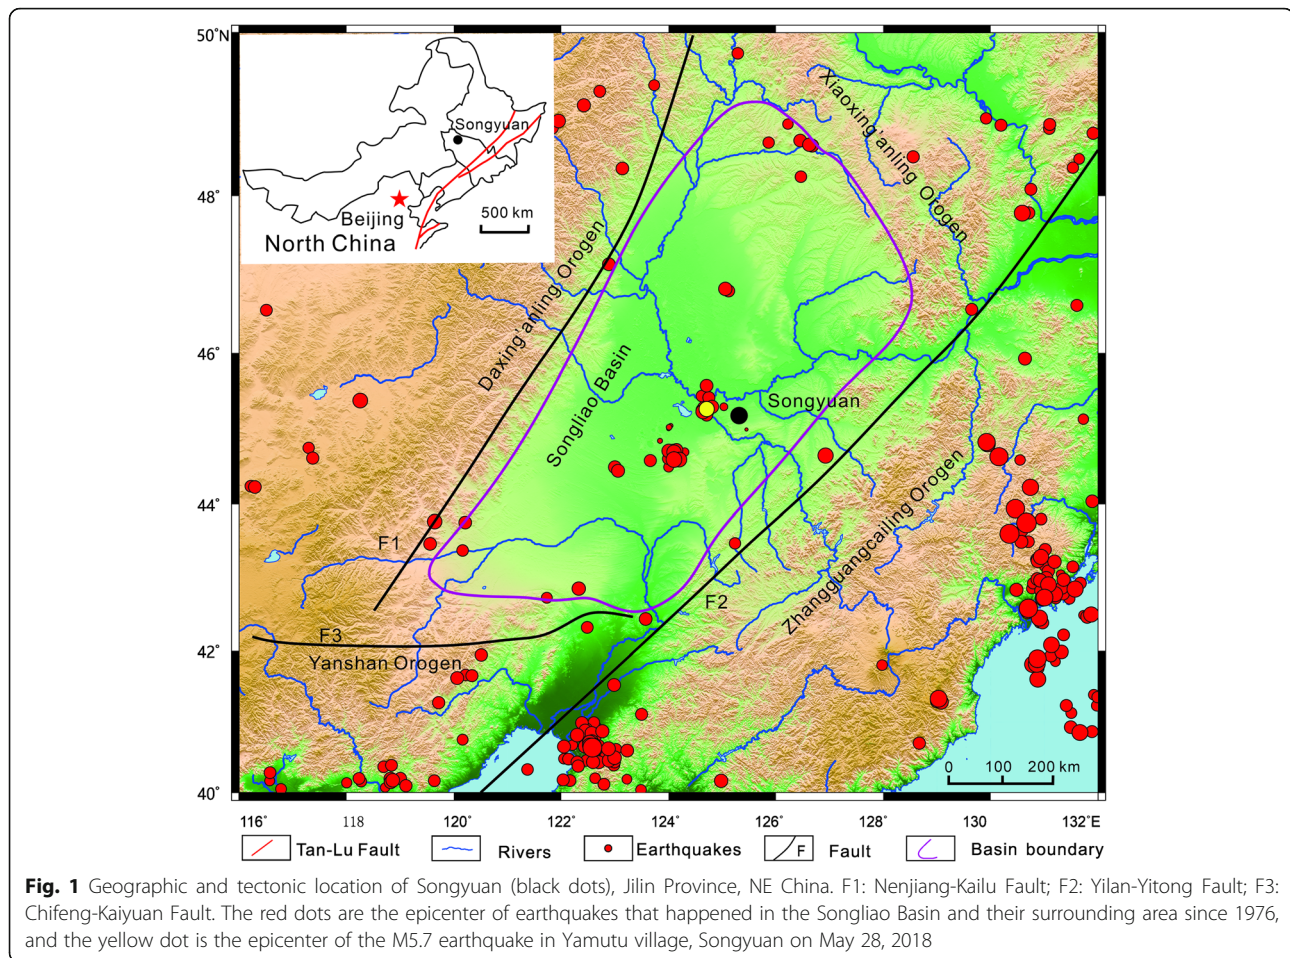 50°N
48°
46°
44°
42°
40°
116°
118
120°
122°
124°
126°
128°
130°
132°E
Songyuan
Beijing
500 km
North China
Xiaoxing'anling Orogen
Daxing'anling Orogen
Songliao Basin
Songyuan
Zhangguangcailing Orogen
F1
F2
F3
Yanshan Orogen
0 100 200 km
Tan-Lu Fault Rivers Earthquakes F Fault Basin boundary
Fig. 1 Geographic and tectonic location of Songyuan (black dots), Jilin Province, NE China. F1: Nenjiang-Kailu Fault; F2: Yilan-Yitong Fault; F3:
Chifeng-Kaiyuan Fault. The red dots are the epicenter of earthquakes that happened in the Songliao Basin and their surrounding area since 1976,
and the yellow dot is the epicenter of the M5.7 earthquake in Yamutu village, Songyuan on May 28, 2018